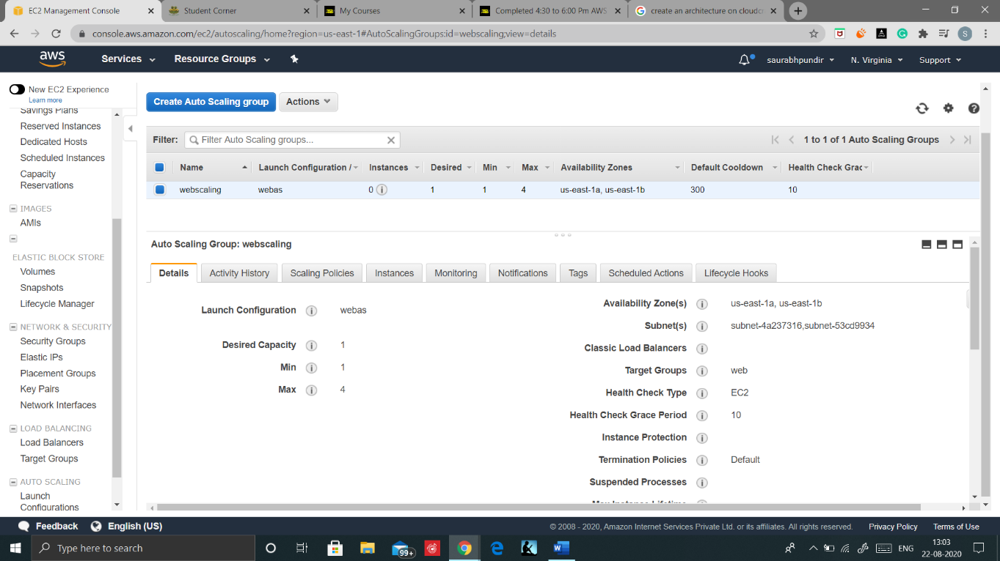 EC2 Management Console
Student Corner
My Courses
Completed 4:30 to 6:00 Pm AWS
create an architecture on cloudcr
console.aws.amazon.com/ec2/autoscaling/home?region=us-east-1#AutoScalingGroups:id=webscaling;view=details
S
aws
Services
Resource Groups
saurabhpundir
N. Virginia
Support
New EC2 Experience
Learn more
Savings Plans
Reserved Instances
Dedicated Hosts
Scheduled Instances
Capacity
Reservations
IMAGES
AMIs
ELASTIC BLOCK STORE
Volumes
Snapshots
Lifecycle Manager
NETWORK & SECURITY
Security Groups
Elastic IPs
Placement Groups
Key Pairs
Network Interfaces
LOAD BALANCING
Load Balancers
Target Groups
AUTO SCALING
Launch
Configurations
Create Auto Scaling group
Actions
Filter:
Filter Auto Scaling groups...
1 to 1 of 1 Auto Scaling Groups
Name
Launch Configuration /
Instances
Desired
Min
Max
Availability Zones
Default Cooldown
Health Check Grac
webscaling
webas
0
1
1
4
us-east-1a, us-east-1b
300
10
Auto Scaling Group: webscaling
Details
Activity History
Scaling Policies
Instances
Monitoring
Notifications
Tags
Scheduled Actions
Lifecycle Hooks
Launch Configuration
webas
Desired Capacity
1
Min
1
Max
4
Availability Zone(s)
us-east-1a, us-east-1b
Subnet(s)
subnet-4a237316,subnet-53cd9934
Classic Load Balancers
Target Groups
web
Health Check Type
EC2
Health Check Grace Period
10
Instance Protection
Termination Policies
Default
Suspended Processes
Feedback
English (US)
© 2008 - 2020, Amazon Internet Services Private Ltd. or its affiliates. All rights reserved.
Privacy Policy
Terms of Use
Type here to search
99+
ENG
13:03
22-08-2020